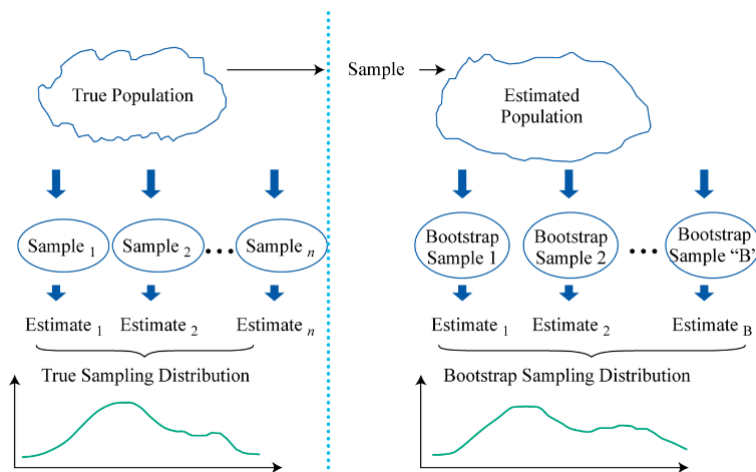 True Population
Sample
Estimated
Population
Sample 1
Sample 2
...
Sample n
Bootstrap
Sample 1
Bootstrap
Sample 2
...
Bootstrap
Sample “B”
Estimate 1
Estimate 2
Estimate n
Estimate 1
Estimate 2
Estimate B
True Sampling Distribution
Bootstrap Sampling Distribution